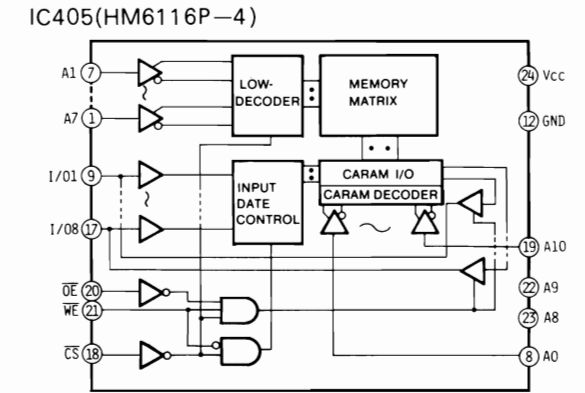 IC405(HM6116P—4)
A1 7
A7 1
I/O1 9
I/O8 17
OE 20
WE 21
CS 18
LOW-
DECODER
MEMORY
MATRIX
INPUT
DATE
CONTROL
CARAM I/O
CARAM DECODER
24 Vcc
12 GND
19 A10
22 A9
23 A8
8 A0